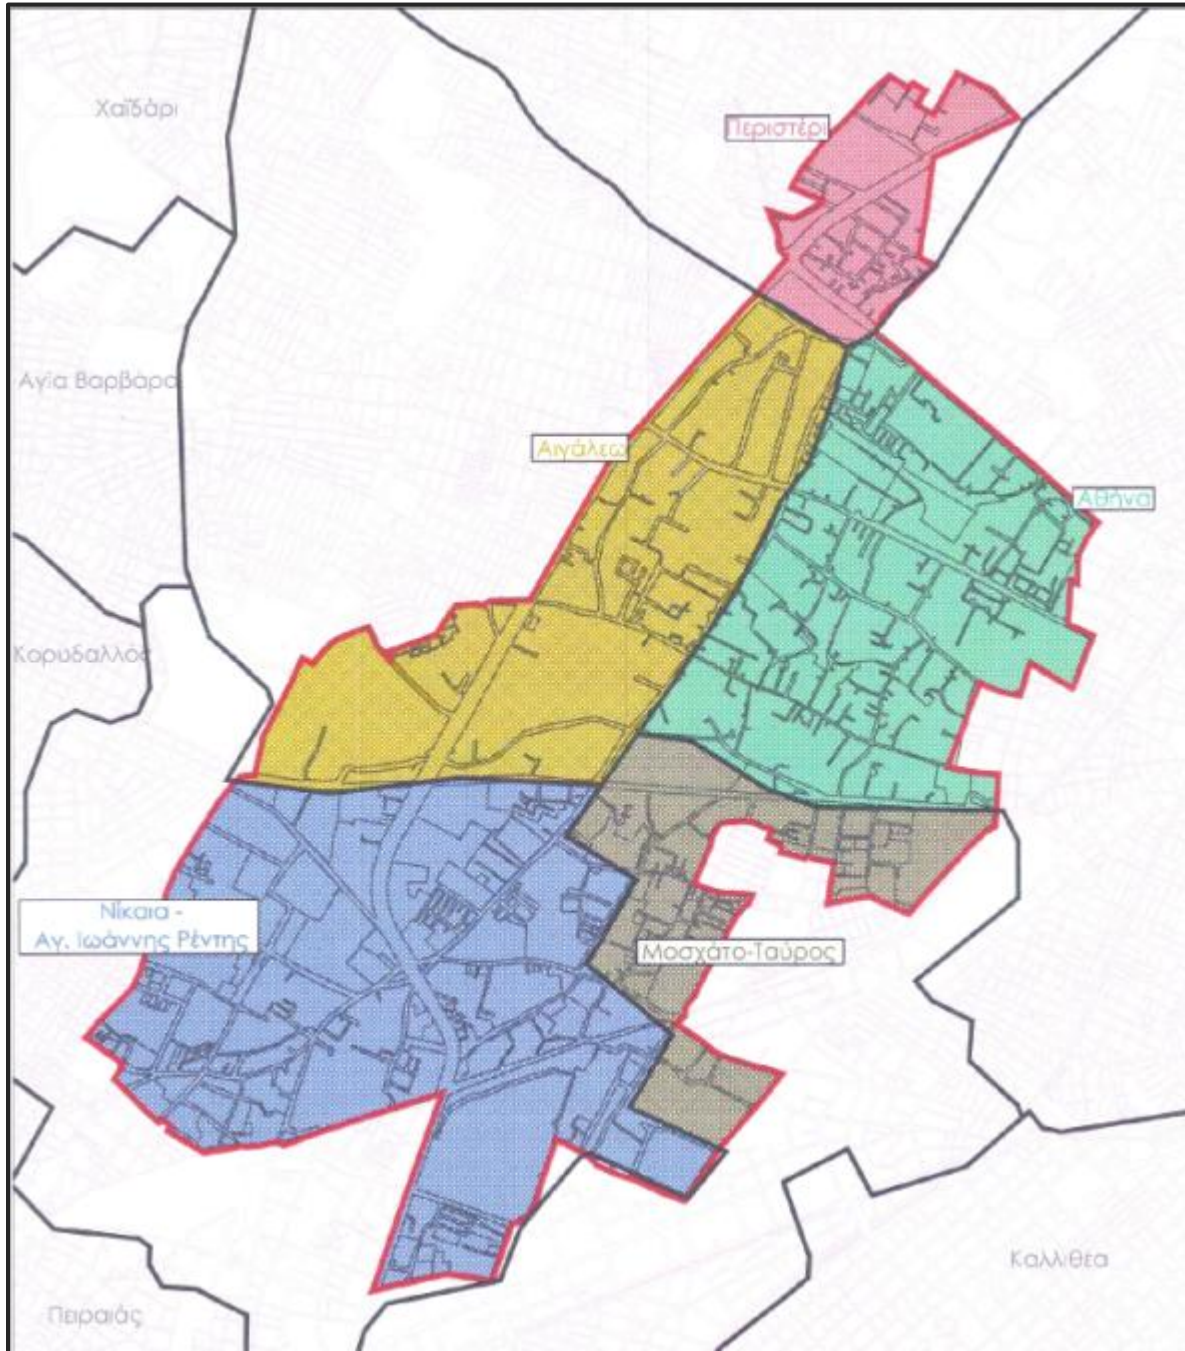 Χαϊδάρι
Περιστέρι
Αγία Βαρβάρα
Αιγάλεω
Αθήνα
Κορυδαλλός
Νίκαια -
Αγ. Ιωάννης Ρέντης
Μοσχάτο-Ταύρος
Καλλιθέα
Πειραιάς